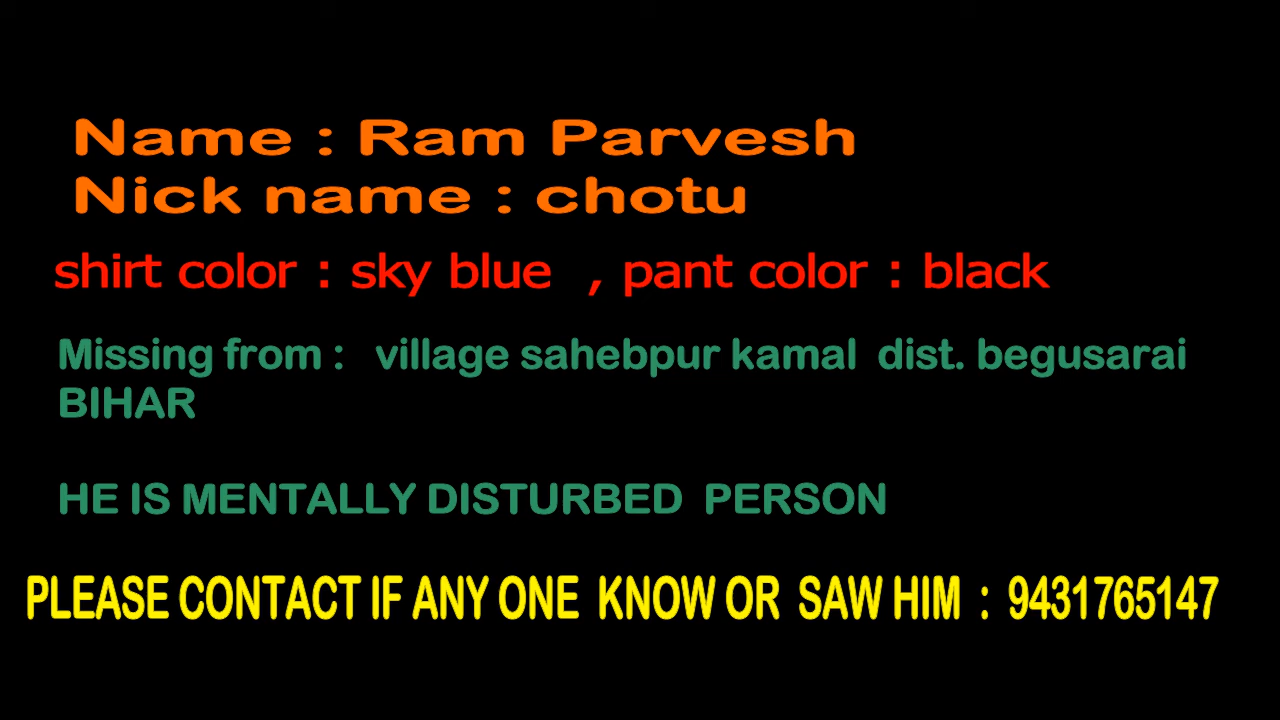 Name : Ram Parvesh
Nick name : chotu
shirt color : sky blue , pant color : black
Missing from : village sahebpur kamal dist. begusarai
BIHAR
HE IS MENTALLY DISTURBED PERSON
PLEASE CONTACT IF ANY ONE KNOW OR SAW HIM : 9431765147